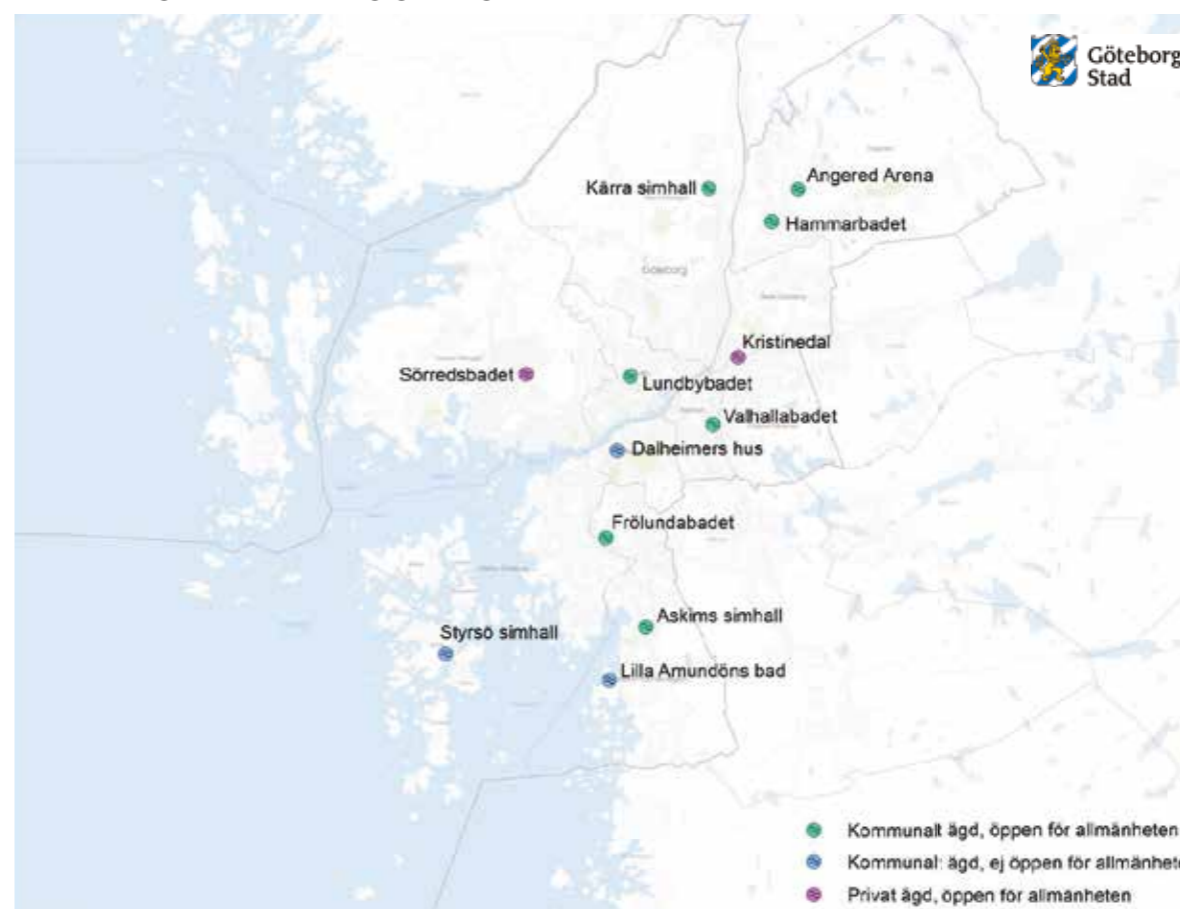 Göteborg
Stad
Kärra simhall
Angered Arena
Hammarbadet
Göteborg
Kristinedal
Sörredsbadet
Lundbybadet
Valhallabadet
Dalheimers hus
Frölundabadet
Askims simhall
Styrsö simhall
Lilla Amundöns bad
Kommunalt ägd, öppen för allmänheten
Kommunal: ägd, ej öppen för allmänhete
Privat ägd, öppen för allmänheten